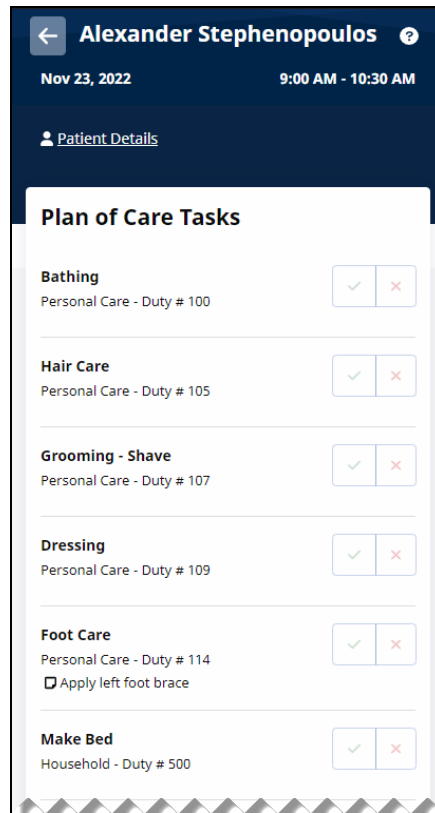 Alexander Stephenopoulos
Nov 23, 2022 9:00 AM - 10:30 AM
Patient Details
Plan of Care Tasks
Bathing
Personal Care - Duty # 100
Hair Care
Personal Care - Duty # 105
Grooming - Shave
Personal Care - Duty # 107
Dressing
Personal Care - Duty # 109
Foot Care
Personal Care - Duty # 114
Apply left foot brace
Make Bed
Household - Duty # 500